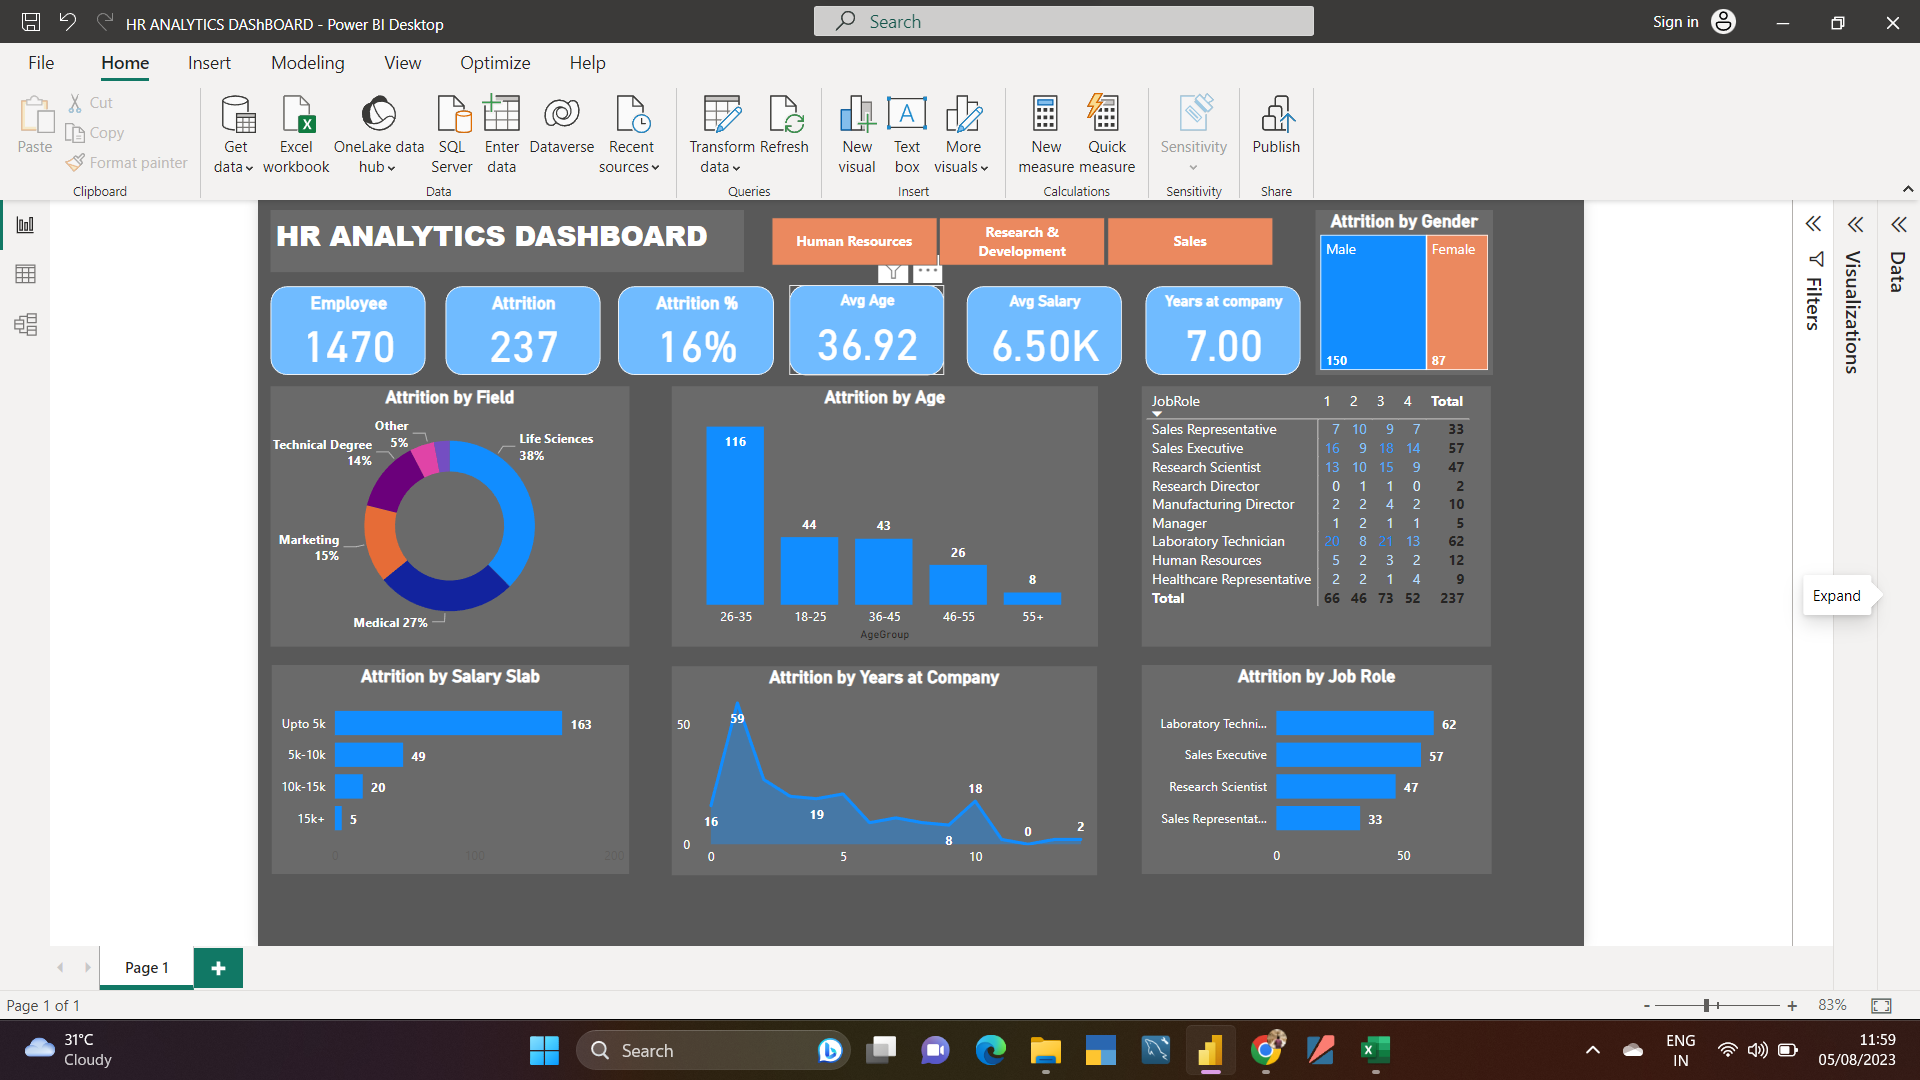 HR ANALYTICS DAShBOARD - Power BI Desktop
Search
Sign in
File Home Insert Modeling View Optimize Help
Paste
Cut
Copy
Format painter
Clipboard
Get data
Excel workbook
OneLake data hub
SQL Server
Enter data
Dataverse
Recent sources
Data
Transform data
Refresh
Queries
New visual
A
Text box
More visuals
Insert
New measure
Quick measure
Calculations
Sensitivity
Sensitivity
Publish
Share
HR ANALYTICS DASHBOARD
Human Resources
Research &
Development
Sales
Employee
1470
Attrition
237
Attrition %
16%
Avg Age
36.92
Avg Salary
6.50K
Years at company
7.00
Attrition by Gender
Male Female
150 87
Attrition by Field
Other
5%
Technical Degree
14%
Life Sciences
38%
Marketing
15%
Medical 27%
Attrition by Age
116
44
43
26
8
26-35 18-25 36-45 46-55 55+
AgeGroup
JobRole 1 2 3 4 Total
Sales Representative 7 10 9 7 33
Sales Executive 16 9 18 14 57
Research Scientist 13 10 15 9 47
Research Director 0 1 1 0 2
Manufacturing Director 2 2 4 2 10
Manager 1 2 1 1 5
Laboratory Technician 20 8 21 13 62
Human Resources 5 2 3 2 12
Healthcare Representative 2 2 1 4 9
Total 66 46 73 52 237
Attrition by Salary Slab
Upto 5k 163
5k-10k 49
10k-15k 20
15k+ 5
0 100 200
Attrition by Years at Company
50
59
16
19
18
8
0
2
0
0 5 10
Attrition by Job Role
Laboratory Techni... 62
Sales Executive 57
Research Scientist 47
Sales Representat... 33
0 50
Filters
Visualizations
Data
Expand
Page 1
Page 1 of 1
83%
31°C
Cloudy
Search
ENG
IN
11:59
05/08/2023